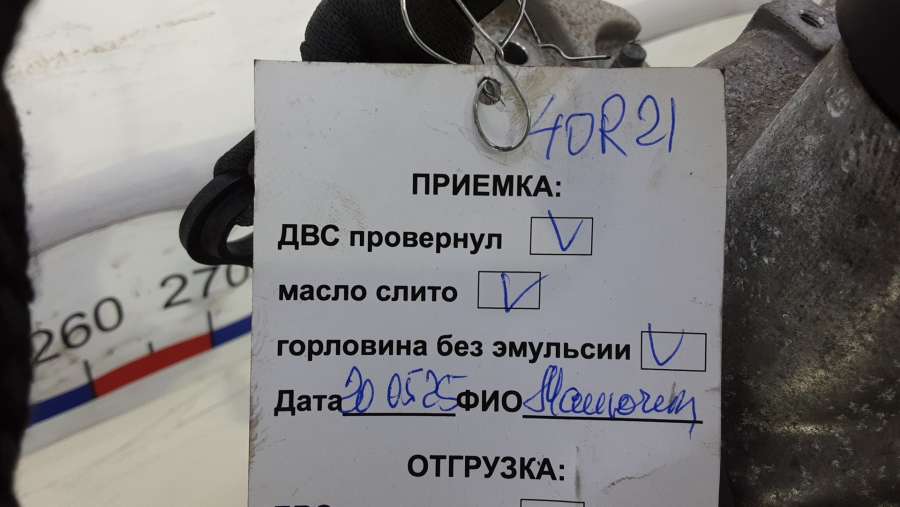 40R21
ПРИЕМКА:
ДВС провернул V
масло слито V
горловина без эмульсии V
Дата 20 05 25 ФИО
ОТГРУЗКА:
260 270